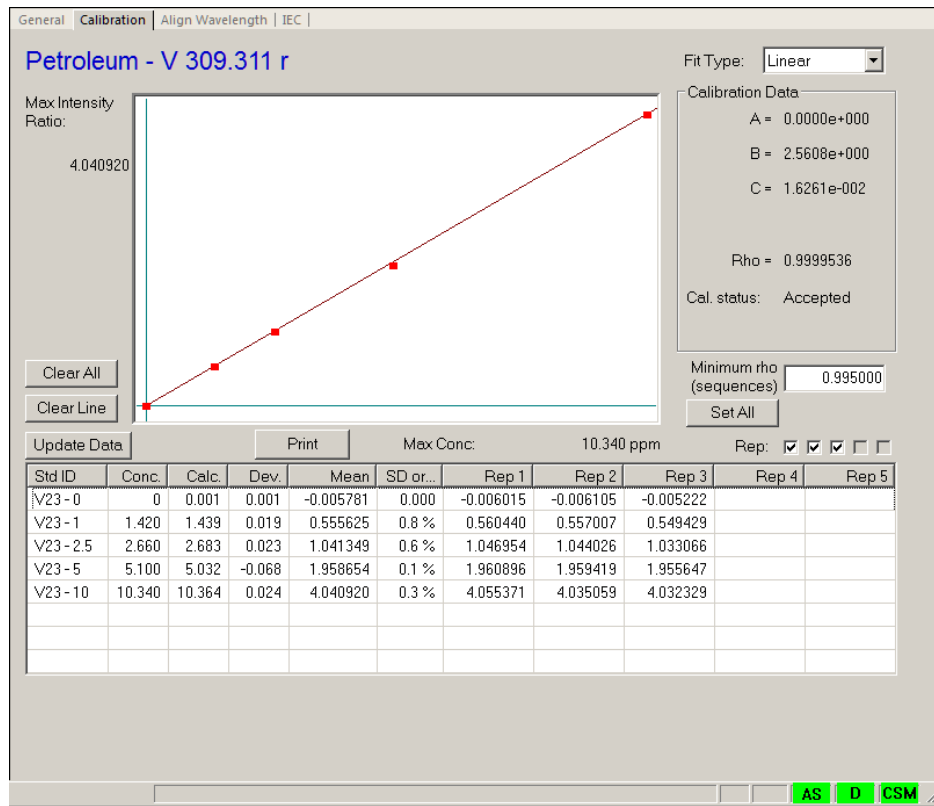 General Calibration Align Wavelength IEC
Petroleum - V 309.311 r
Fit Type: Linear
Max Intensity
Ratio:
4.040920
Calibration Data
A = 0.0000e+000
B = 2.5608e+000
C = 1.6261e-002
Rho = 0.9999536
Cal. status: Accepted
Clear All
Clear Line
Minimum rho
(sequences) 0.995000
Set All
Update Data Print Max Conc: 10.340 ppm Rep:
Std ID Conc. Calc. Dev. Mean SD or... Rep 1 Rep 2 Rep 3 Rep 4 Rep 5
V23 - 0 0 0.001 0.001 -0.005781 0.000 -0.006015 -0.006105 -0.005222
V23 - 1 1.420 1.439 0.019 0.555625 0.8 % 0.560440 0.557007 0.549429
V23 - 2.5 2.660 2.683 0.023 1.041349 0.6 % 1.046954 1.044026 1.033066
V23 - 5 5.100 5.032 -0.068 1.958654 0.1 % 1.960896 1.959419 1.955647
V23 - 10 10.340 10.364 0.024 4.040920 0.3 % 4.055371 4.035059 4.032329
AS D CSM